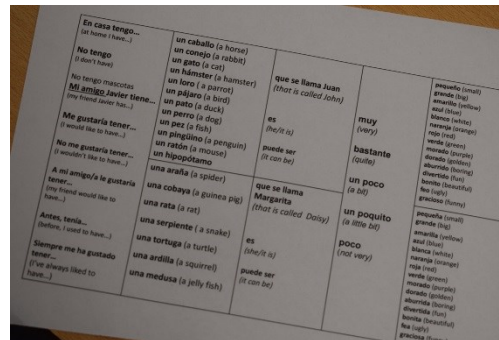 En casa tengo...
(at home I have...)
No tengo
(I don't have)
No tengo mascotas
Mi amigo Javier tiene...
(my friend Javier has...)
Me gustaría tener...
(I would like to have...)
No me gustaría tener...
(I wouldn't like to have...)
A mi amigo/a le gustaría
tener...
(my friend would like to
have...)
Antes, tenía...
(before, I used to have...)
Siempre me ha gustado
tener...
(I've always liked to
have...)
un caballo (a horse)
un conejo (a rabbit)
un gato (a cat)
un hámster (a hamster)
un loro ( a parrot)
un pájaro (a bird)
un pato (a duck)
un perro (a dog)
un pez (a fish)
un pingüino (a penguin)
un ratón (a mouse)
un hipopótamo
una araña (a spider)
una cobaya (a guinea pig)
una rata (a rat)
una serpiente ( a snake)
una tortuga (a turtle)
una ardilla (a squirrel)
una medusa (a jelly fish)
que se llama Juan
(that is called John)
es
(he/it is)
puede ser
(it can be)
que se llama
Margarita
(that is called Daisy)
es
(she/it is)
puede ser
(it can be)
muy
(very)
bastante
(quite)
un poco
(a bit)
un poquito
(a little bit)
poco
(not very)
pequeño (small)
grande (big)
amarillo (yellow)
azul (blue)
blanco (white)
naranja (orange)
rojo (red)
verde (green)
morado (purple)
dorado (golden)
aburrido (boring)
divertido (fun)
bonito (beautiful)
feo (ugly)
gracioso (funny)
pequeña (small)
grande (big)
amarilla (yellow)
azul (blue)
blanca (white)
naranja (orange)
roja (red)
verde (green)
morado (purple)
dorado (golden)
aburrida (boring)
divertida (fun)
bonita (beautiful)
fea (ugly)